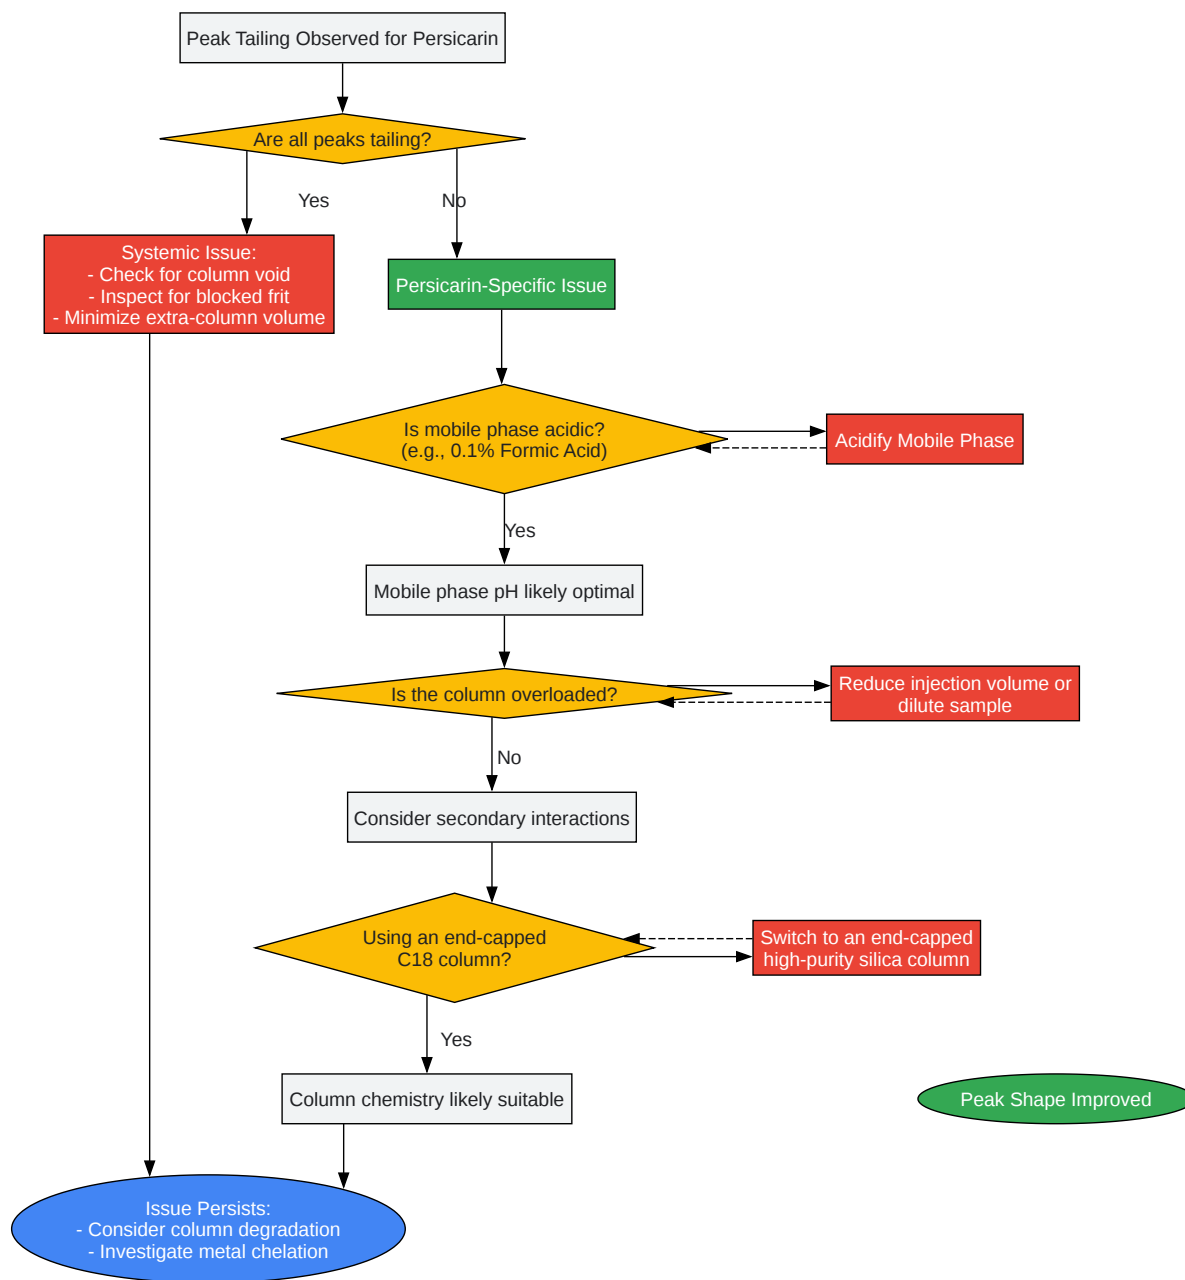 Peak Tailing Observed for Persicarin
Are all peaks tailing?
Yes
No
Systemic Issue:
- Check for column void
- Inspect for blocked frit
- Minimize extra-column volume
Persicarin-Specific Issue
Is mobile phase acidic?
(e.g., 0.1% Formic Acid)
Acidify Mobile Phase
Yes
Mobile phase pH likely optimal
Is the column overloaded?
Reduce injection volume or
dilute sample
No
Consider secondary interactions
Using an end-capped
C18 column?
Switch to an end-capped
high-purity silica column
Yes
Column chemistry likely suitable
Peak Shape Improved
Issue Persists:
- Consider column degradation
- Investigate metal chelation